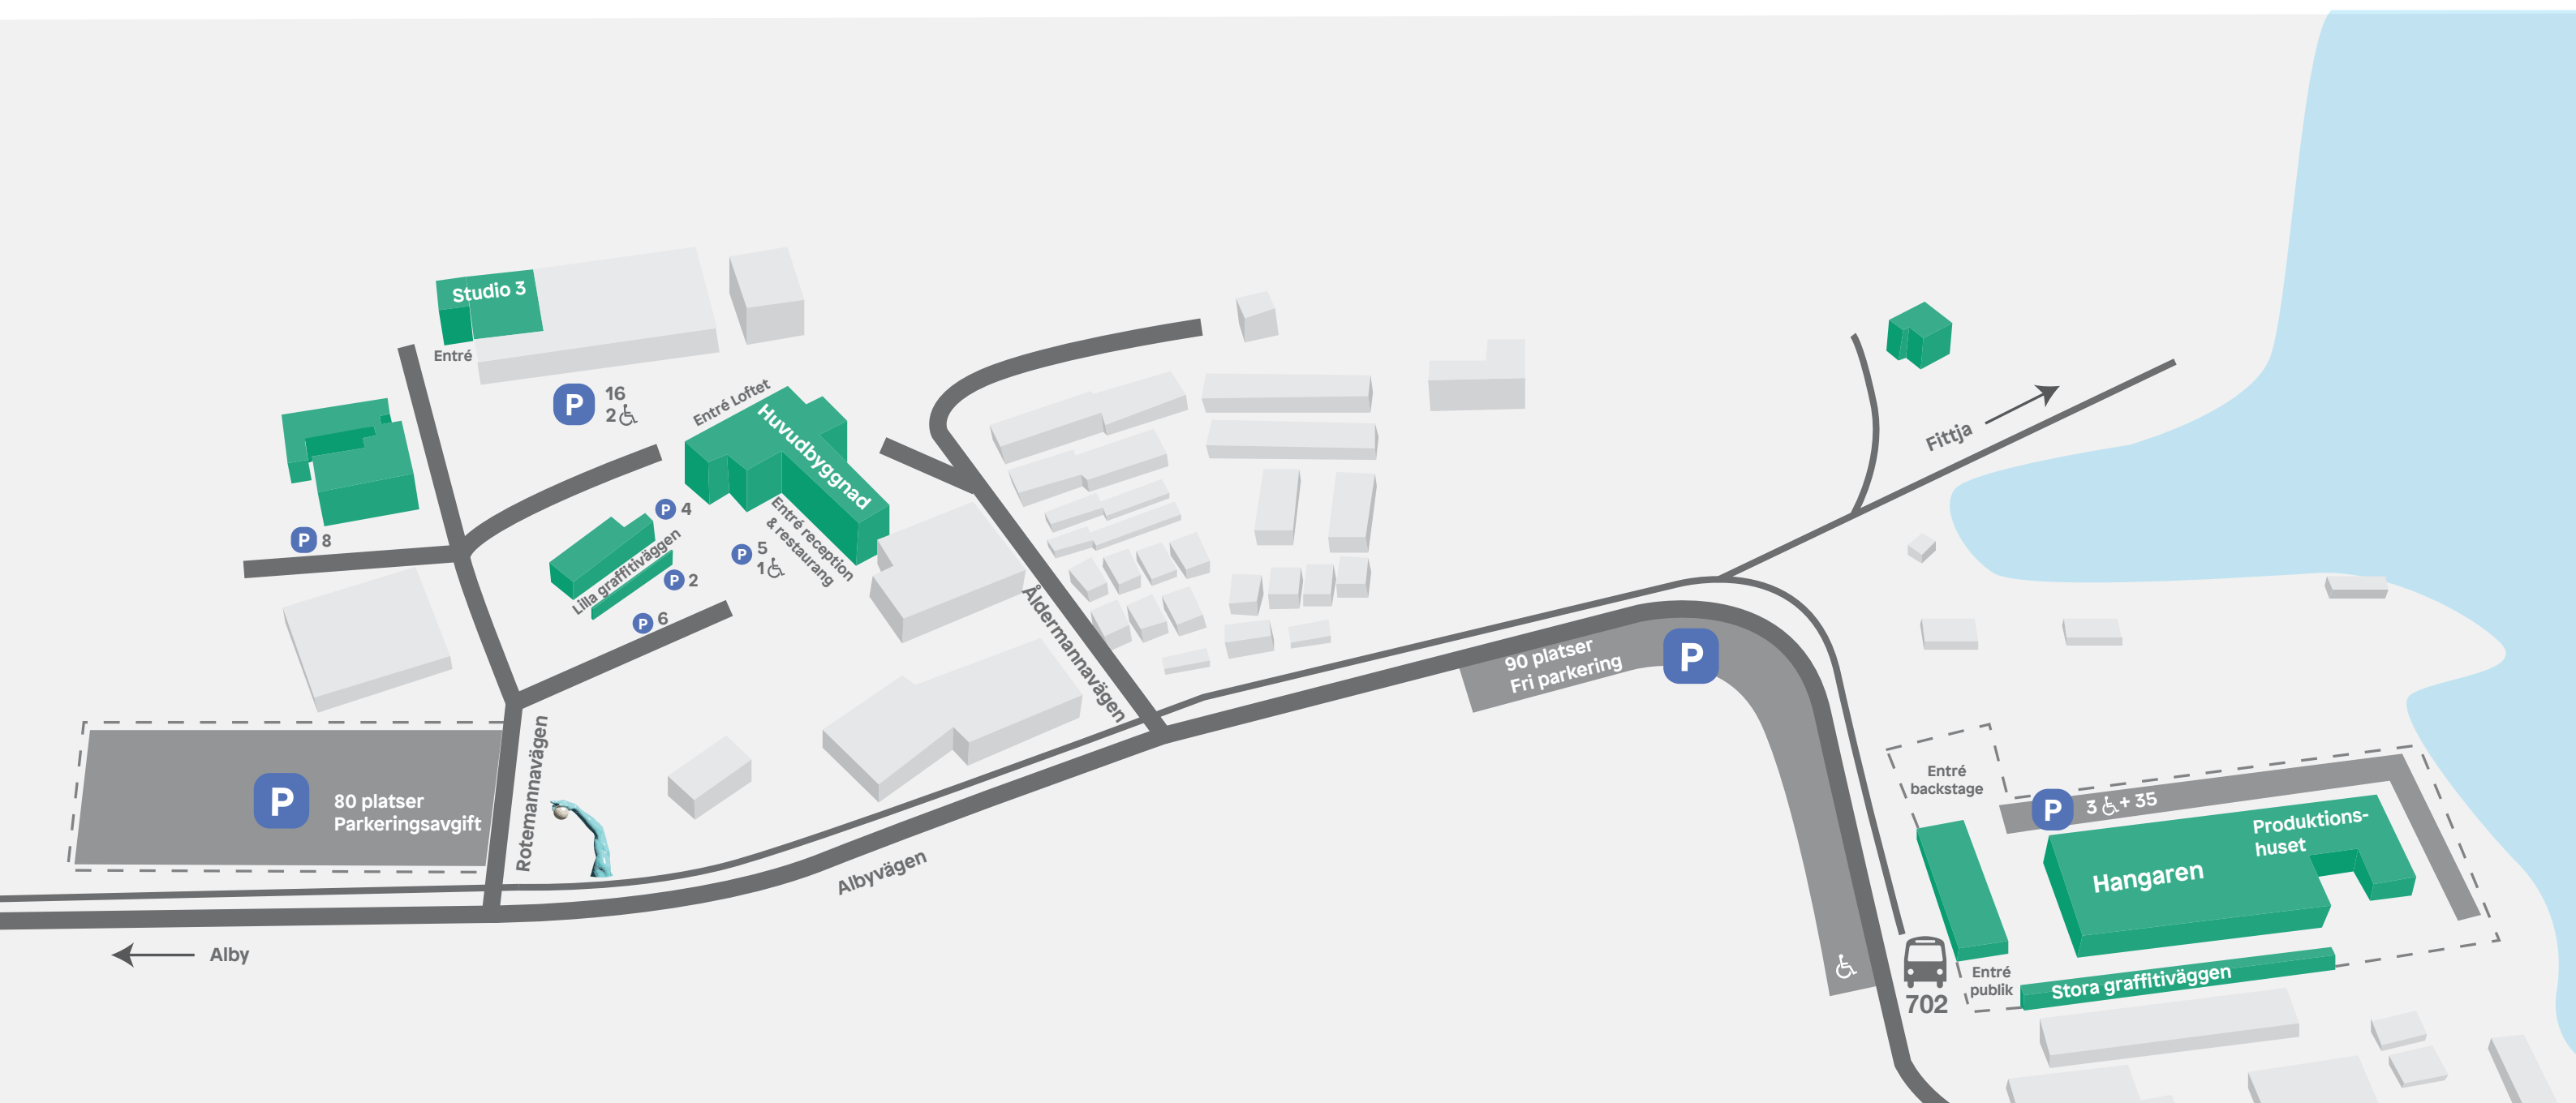 Studio 3
Entré
P
16
2
Entré Loftet
Huvudbyggnad
P 4
P 8
Lilla graffitiväggen
P 2
P 5
1
Entré reception
& restaurang
P 6
Åldermannavägen
Fittja
90 platser
Fri parkering
P
Rotemannavägen
P
80 platser
Parkeringsavgift
Albyvägen
Alby
Entré
backstage
P
3 + 35
Produktions-
huset
Hangaren
702
Entré
publik
Stora graffitiväggen